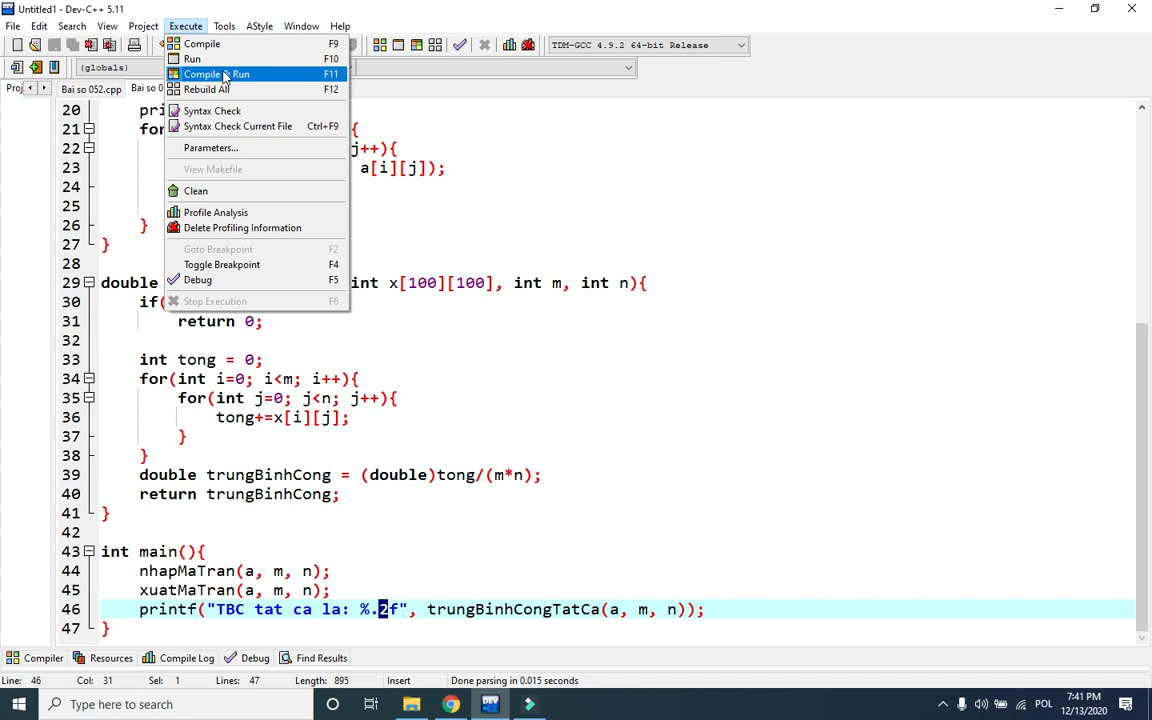 Untitled1 - Dev-C++ 5.11
File Edit Search View Project Execute Tools AStyle Window Help
TDM-GCC 4.9.2 64-bit Release
(globals)
Proj Bai so 052.cpp Bai so 0
Compile F9
Run F10
Compile & Run F11
Rebuild All F12
Syntax Check
Syntax Check Current File Ctrl+F9
Parameters...
View Makefile
Clean
Profile Analysis
Delete Profiling Information
Goto Breakpoint F2
Toggle Breakpoint F4
Debug F5
Stop Execution F6
20 pri
21 for {
22 j++){
23 a[i][j]);
24
25
26 }
27 }
28
29 double int x[100][100], int m, int n){
30 if(
31 return 0;
32
33 int tong = 0;
34 for(int i=0; i<m; i++){
35 for(int j=0; j<n; j++){
36 tong+=x[i][j];
37 }
38 }
39 double trungBinhCong = (double)tong/(m*n);
40 return trungBinhCong;
41 }
42
43 int main(){
44 nhapMaTran(a, m, n);
45 xuatMaTran(a, m, n);
46 printf("TBC tat ca la: %.2f", trungBinhCongTatCa(a, m, n));
47 }
Compiler Resources Compile Log Debug Find Results
Line: 46 Col: 31 Sel: 1 Lines: 47 Length: 895 Insert Done parsing in 0.015 seconds
Type here to search
DEV
POL
7:41 PM
12/13/2020